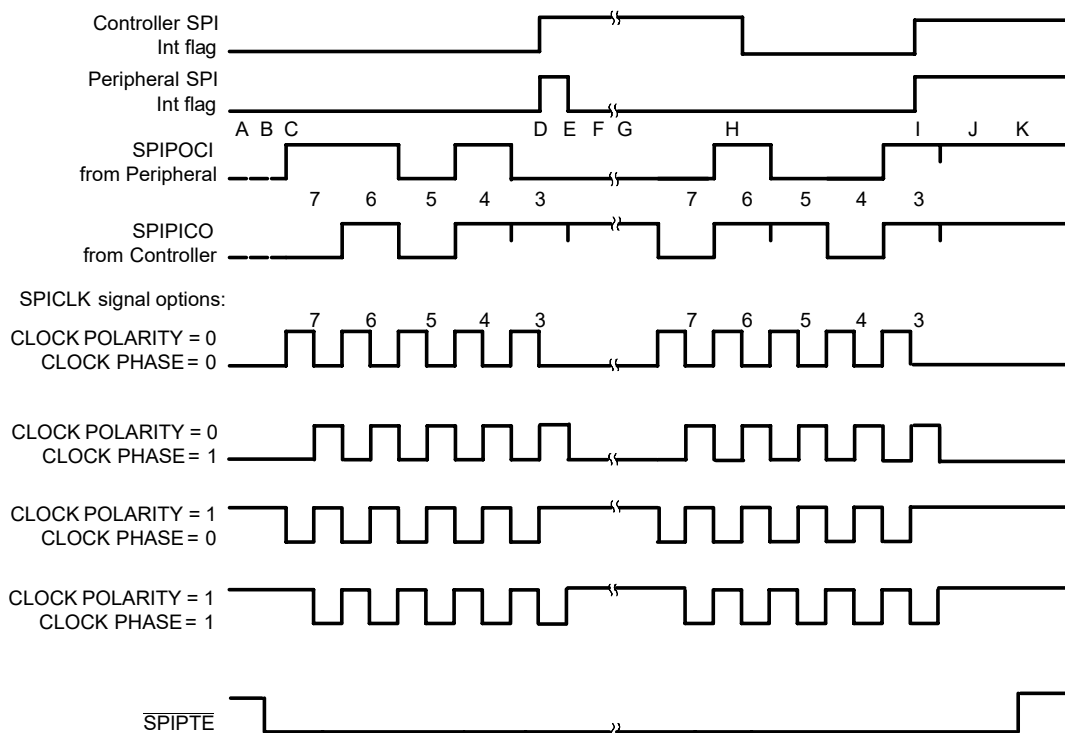 Controller SPI
Int flag
Peripheral SPI
Int flag
A B C D E F G H I J K
SPIPOCI
from Peripheral
7 6 5 4 3 7 6 5 4 3
SPIPICO
from Controller
SPICLK signal options:
7 6 5 4 3 7 6 5 4 3
CLOCK POLARITY = 0
CLOCK PHASE = 0
CLOCK POLARITY = 0
CLOCK PHASE = 1
CLOCK POLARITY = 1
CLOCK PHASE = 0
CLOCK POLARITY = 1
CLOCK PHASE = 1
SPIPTE